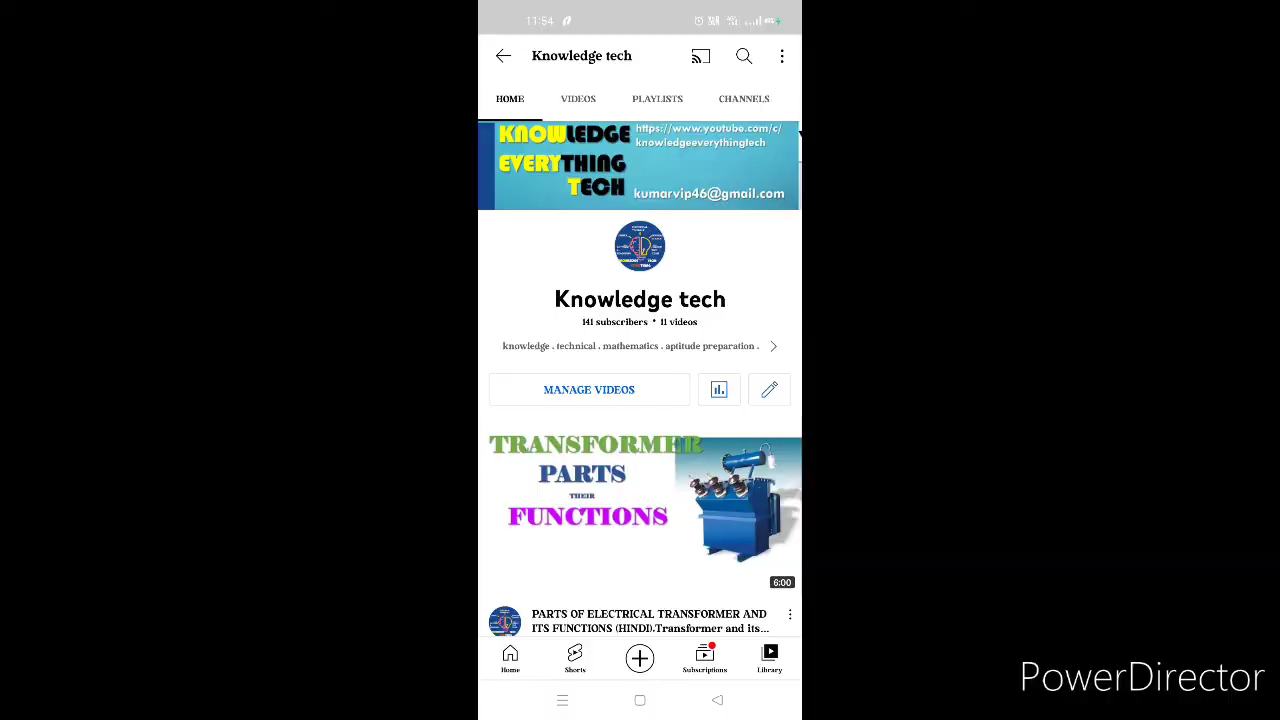 11:54
Knowledge tech
HOME VIDEOS PLAYLISTS CHANNELS
KNOWLEDGE
EVERYTHING
TECH
https://www.youtube.com/c/
knowledgeeverythingtech
kumarvip46@gmail.com
Knowledge tech
141 subscribers • 11 videos
knowledge . technical . mathematics . aptitude preparation .
MANAGE VIDEOS
TRANSFORMER
PARTS
THEIR
FUNCTIONS
6:00
PARTS OF ELECTRICAL TRANSFORMER AND
ITS FUNCTIONS (HINDI).Transformer and its...
Home Shorts Subscriptions Library
PowerDirector